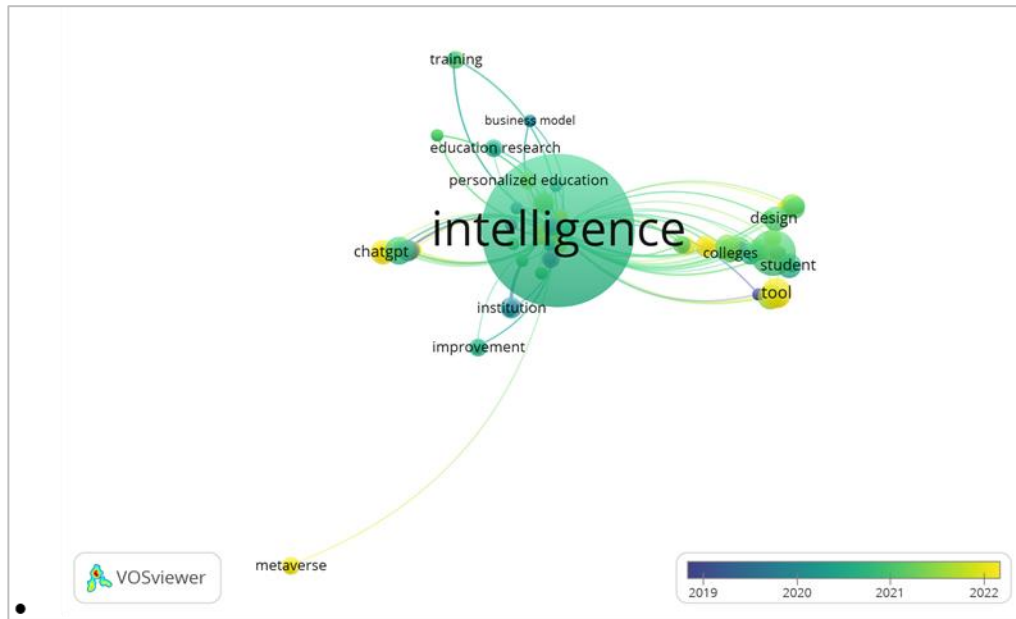 training
business model
education research
personalized education
intelligence
design
chatgpt
colleges
student
tool
institution
improvement
metaverse
VOSviewer
2019 2020 2021 2022